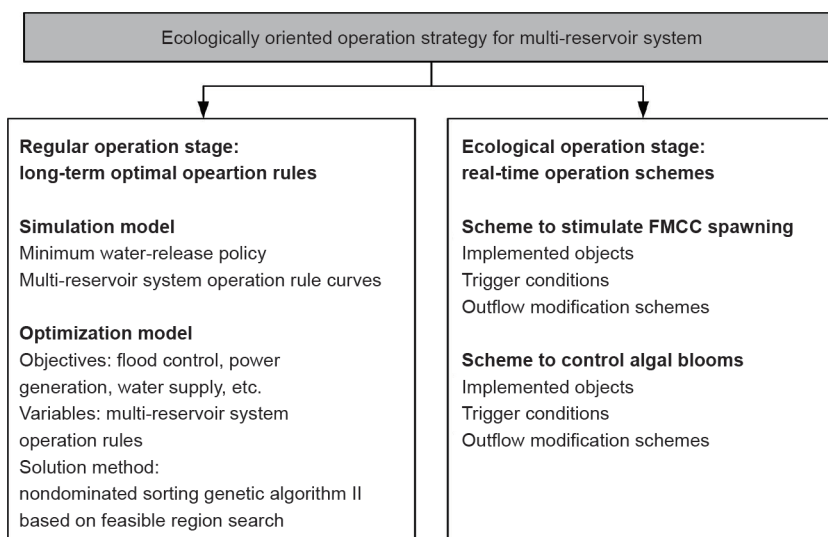 Ecologically oriented operation strategy for multi-reservoir system
Regular operation stage:
long-term optimal opeartion rules
Simulation model
Minimum water-release policy
Multi-reservoir system operation rule curves
Optimization model
Objectives: flood control, power
generation, water supply, etc.
Variables: multi-reservoir system
operation rules
Solution method:
nondominated sorting genetic algorithm II
based on feasible region search
Ecological operation stage:
real-time operation schemes
Scheme to stimulate FMCC spawning
Implemented objects
Trigger conditions
Outflow modification schemes
Scheme to control algal blooms
Implemented objects
Trigger conditions
Outflow modification schemes